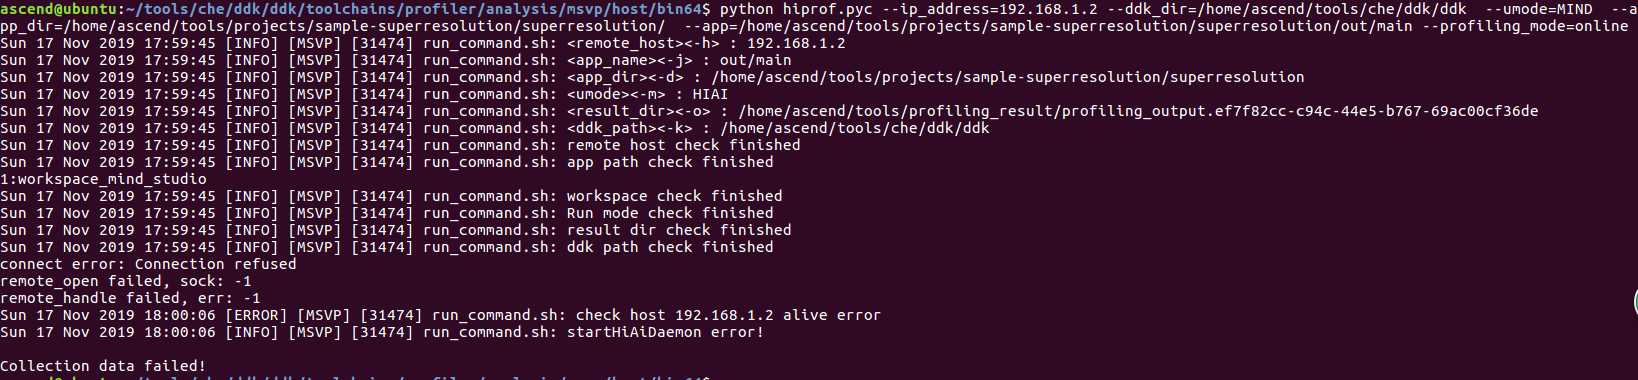 ascend@ubuntu:~/tools/che/ddk/ddk/toolchains/profiler/analysis/msvp/host/bin64$ python hiprof.pyc --ip_address=192.168.1.2 --ddk_dir=/home/ascend/tools/che/ddk/ddk  --umode=MIND  --a
pp_dir=/home/ascend/tools/projects/sample-superresolution/superresolution/  --app=/home/ascend/tools/projects/sample-superresolution/superresolution/out/main --profiling_mode=online
Sun 17 Nov 2019 17:59:45 [INFO] [MSVP] [31474] run_command.sh: <remote_host><-h> : 192.168.1.2
Sun 17 Nov 2019 17:59:45 [INFO] [MSVP] [31474] run_command.sh: <app_name><-j> : out/main
Sun 17 Nov 2019 17:59:45 [INFO] [MSVP] [31474] run_command.sh: <app_dir><-d> : /home/ascend/tools/projects/sample-superresolution/superresolution
Sun 17 Nov 2019 17:59:45 [INFO] [MSVP] [31474] run_command.sh: <umode><-m> : HIAI
Sun 17 Nov 2019 17:59:45 [INFO] [MSVP] [31474] run_command.sh: <result_dir><-o> : /home/ascend/tools/profiling_result/profiling_output.ef7f82cc-c94c-44e5-b767-69ac00cf36de
Sun 17 Nov 2019 17:59:45 [INFO] [MSVP] [31474] run_command.sh: <ddk_path><-k> : /home/ascend/tools/che/ddk/ddk
Sun 17 Nov 2019 17:59:45 [INFO] [MSVP] [31474] run_command.sh: remote host check finished
Sun 17 Nov 2019 17:59:45 [INFO] [MSVP] [31474] run_command.sh: app path check finished
1:workspace_mind_studio
Sun 17 Nov 2019 17:59:45 [INFO] [MSVP] [31474] run_command.sh: workspace check finished
Sun 17 Nov 2019 17:59:45 [INFO] [MSVP] [31474] run_command.sh: Run mode check finished
Sun 17 Nov 2019 17:59:45 [INFO] [MSVP] [31474] run_command.sh: result dir check finished
Sun 17 Nov 2019 17:59:45 [INFO] [MSVP] [31474] run_command.sh: ddk path check finished
connect error: Connection refused
remote_open failed, sock: -1
remote_handle failed, err: -1
Sun 17 Nov 2019 18:00:06 [ERROR] [MSVP] [31474] run_command.sh: check host 192.168.1.2 alive error
Sun 17 Nov 2019 18:00:06 [INFO] [MSVP] [31474] run_command.sh: startHiAiDaemon error!
Collection data failed!